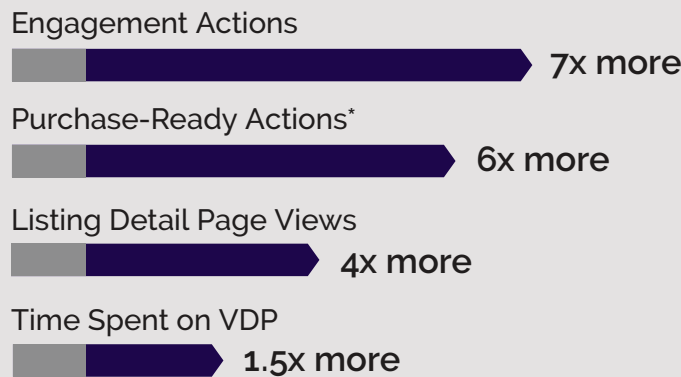 Engagement Actions
7x more
Purchase-Ready Actions*
6x more
Listing Detail Page Views
4x more
Time Spent on VDP
1.5x more